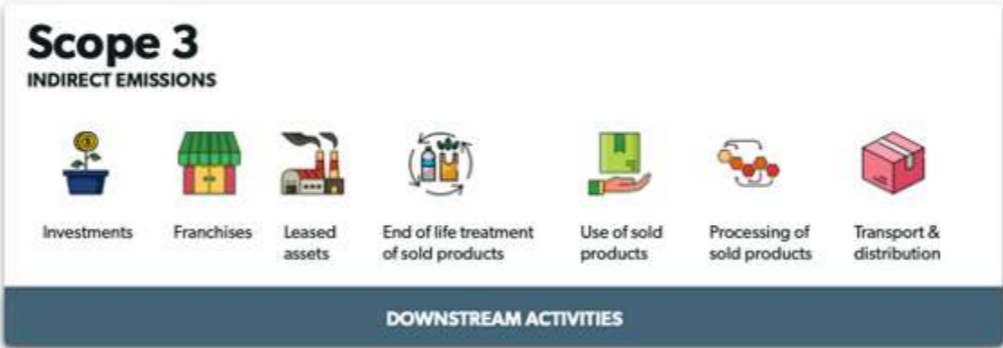 Scope 3
INDIRECT EMISSIONS
Investments
Franchises
Leased
assets
End of life treatment
of sold products
Use of sold
products
Processing of
sold products
Transport &
distribution
DOWNSTREAM ACTIVITIES